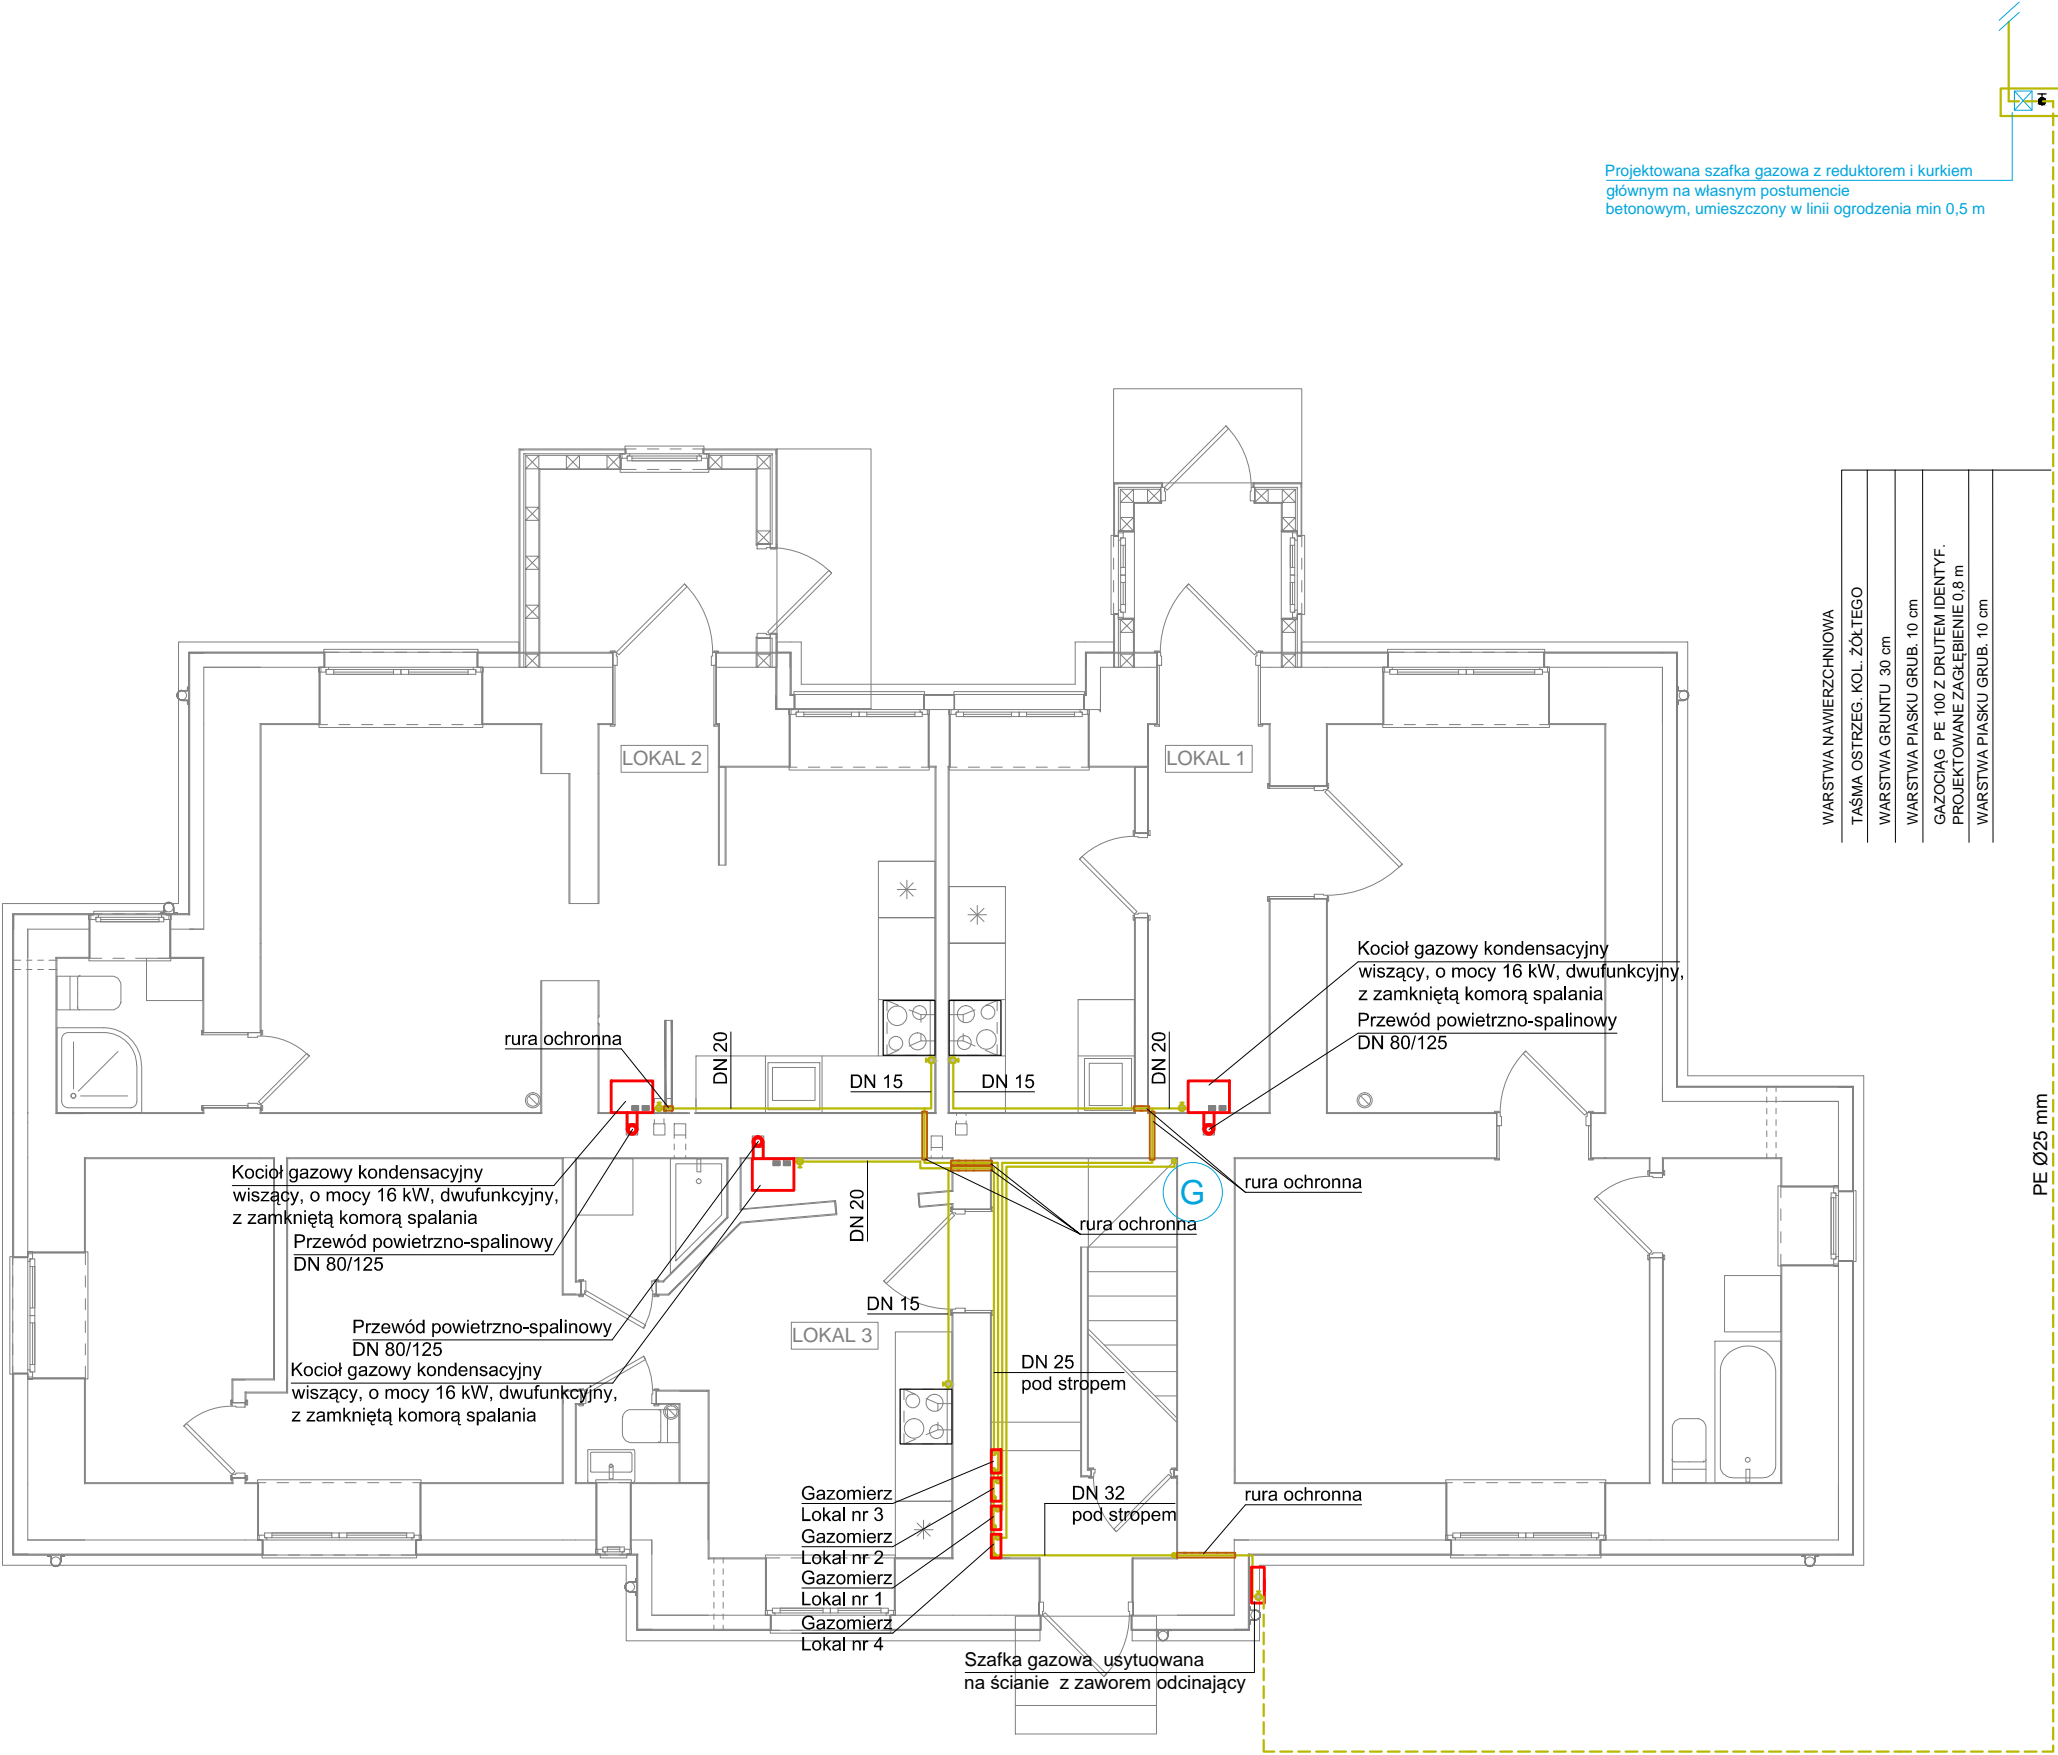 Projektowana szafka gazowa z reduktorem i kurkiem
głównym na własnym postumencie
betonowym, umieszczony w linii ogrodzenia min 0,5 m
WARSTWA NAWIERZCHNIOWA
TAŚMA OSTRZEG. KOL. ŻÓŁTEGO
WARSTWA GRUNTU 30 cm
WARSTWA PIASKU GRUB. 10 cm
GAZOCIĄG PE 100 Z DRUTEM IDENTYF.
PROJEKTOWANE ZAGŁĘBIENIE 0,8 m
WARSTWA PIASKU GRUB. 10 cm
PE Ø25 mm
LOKAL 2
LOKAL 1
Kocioł gazowy kondensacyjny
wiszący, o mocy 16 kW, dwufunkcyjny,
z zamkniętą komorą spalania
Przewód powietrzno-spalinowy
DN 80/125
rura ochronna
DN 20
DN 15
DN 15
DN 20
Kocioł gazowy kondensacyjny
wiszący, o mocy 16 kW, dwufunkcyjny,
z zamkniętą komorą spalania
Przewód powietrzno-spalinowy
DN 80/125
DN 20
rura ochronna
G
rura ochronna
Przewód powietrzno-spalinowy
DN 80/125
Kocioł gazowy kondensacyjny
wiszący, o mocy 16 kW, dwufunkcyjny,
z zamkniętą komorą spalania
DN 15
LOKAL 3
DN 25
pod stropem
Gazomierz
Lokal nr 3
Gazomierz
Lokal nr 2
Gazomierz
Lokal nr 1
Gazomierz
Lokal nr 4
DN 32
pod stropem
rura ochronna
Szafka gazowa usytuowana
na ścianie z zaworem odcinający